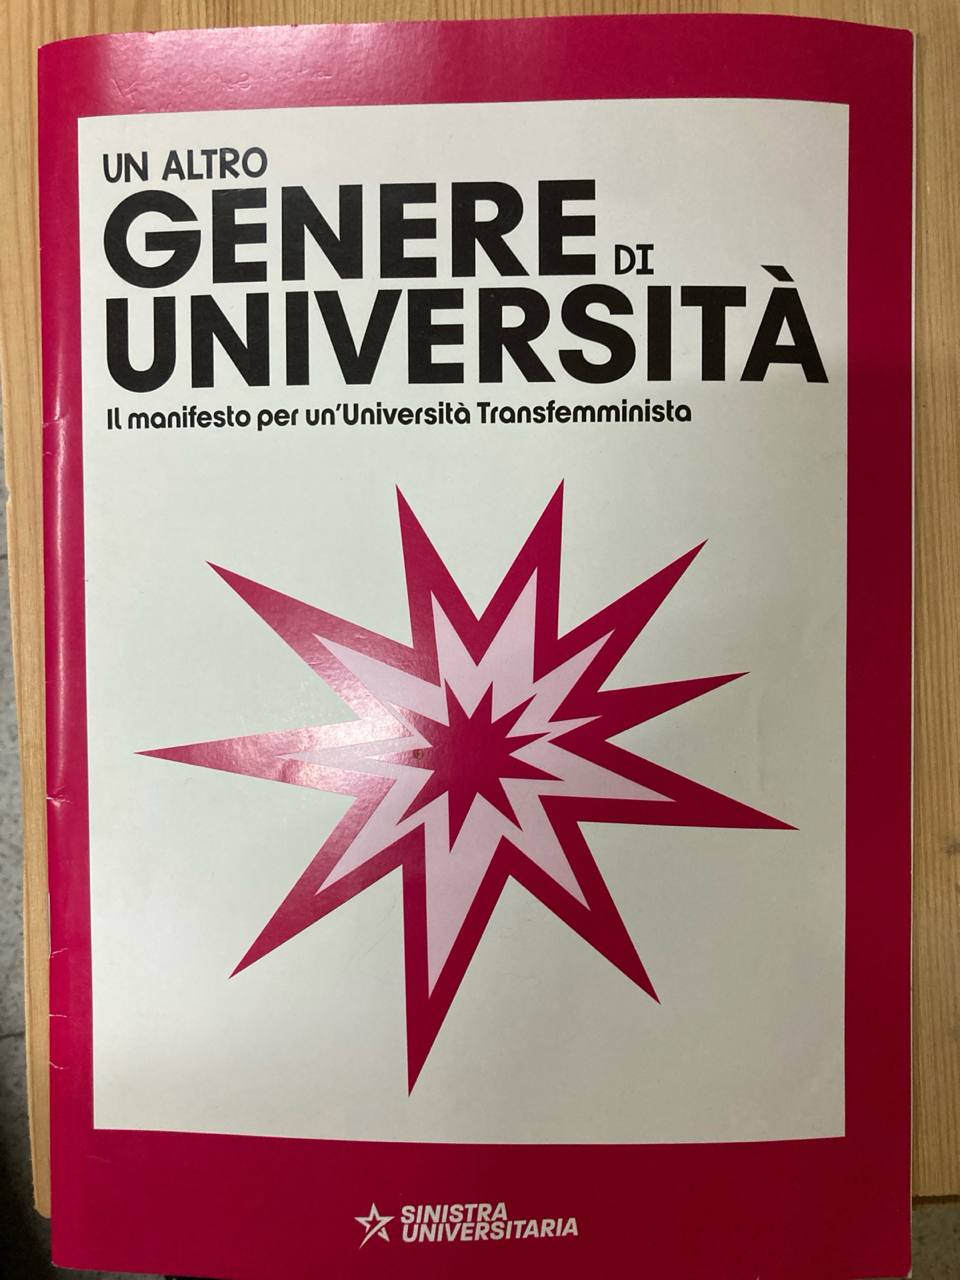 UN ALTRO
GENERE DI
UNIVERSITÀ
Il manifesto per un'Università Transfemminista
SINISTRA
UNIVERSITARIA